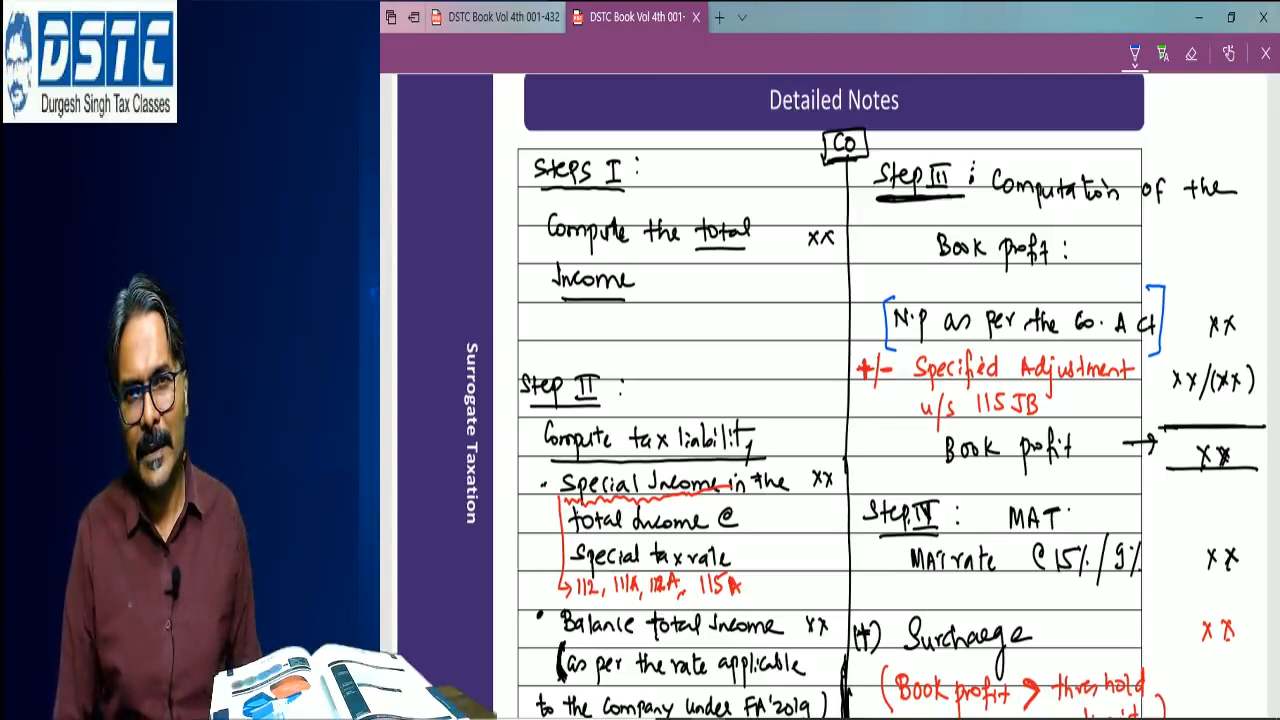 DSTC
Durgesh Singh Tax Classes
DSTC Book Vol 4th 001-432
DSTC Book Vol 4th 001-
Detailed Notes
Surrogate Taxation
Co
Steps I :
Compute the total xx
Income
Step II :
Compute tax liability
• Special Income in the xx
total income @
Special tax rate
→ 112, 111A, 112A, 115A
• Balance total income xx
(as per the rate applicable
to the Company under FA'2019)
Step III : Computation of the
Book profit :
[N.P as per the Co. Act] xx
+/- Specified Adjustment xx/(xx)
u/s 115JB
Book profit → xx
Step IV : MAT
MAT rate @ 15% / 9% xx
(+) Surcharge xx
(Book profit > threshold